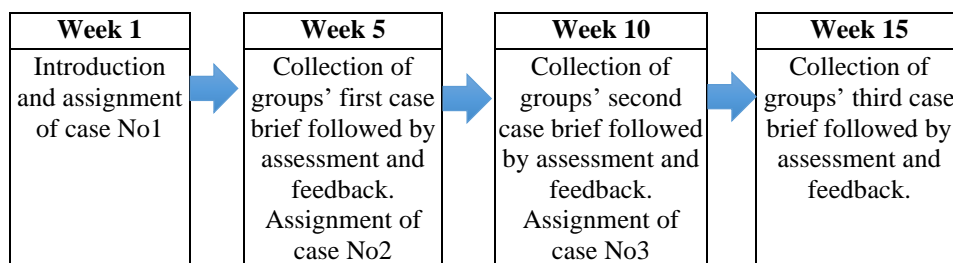 Week 1
Introduction
and assignment
of case No1
Week 5
Collection of
groups' first case
brief followed by
assessment and
feedback.
Assignment of
case No2
Week 10
Collection of
groups' second
case brief followed
by assessment and
feedback.
Assignment of
case No3
Week 15
Collection of
groups' third case
brief followed by
assessment and
feedback.